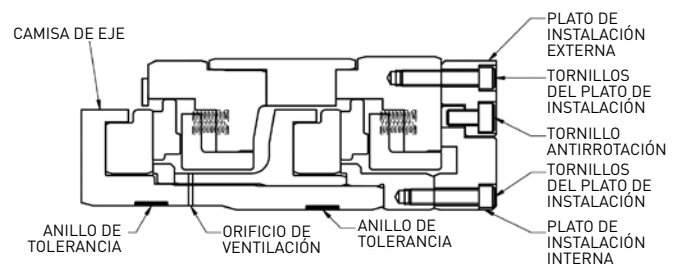 CAMISA DE EJE
PLATO DE
INSTALACIÓN
EXTERNA
TORNILLOS
DEL PLATO DE
INSTALACIÓN
TORNILLO
ANTIRROTACIÓN
TORNILLOS
DEL PLATO DE
INSTALACIÓN
PLATO DE
INSTALACIÓN
INTERNA
ANILLO DE
TOLERANCIA
ORIFICIO DE
VENTILACIÓN
ANILLO DE
TOLERANCIA